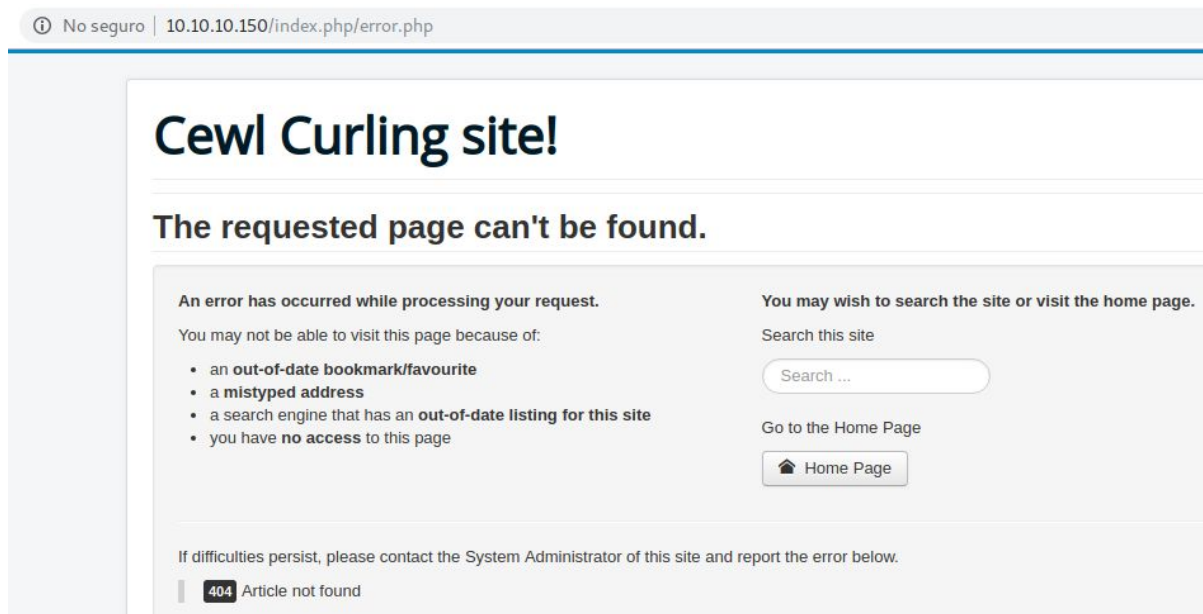 No seguro | 10.10.10.150/index.php/error.php
Cewl Curling site!
The requested page can't be found.
An error has occurred while processing your request.
You may not be able to visit this page because of:
• an out-of-date bookmark/favourite
• a mistyped address
• a search engine that has an out-of-date listing for this site
• you have no access to this page
You may wish to search the site or visit the home page.
Search this site
Search ...
Go to the Home Page
Home Page
If difficulties persist, please contact the System Administrator of this site and report the error below.
404 Article not found